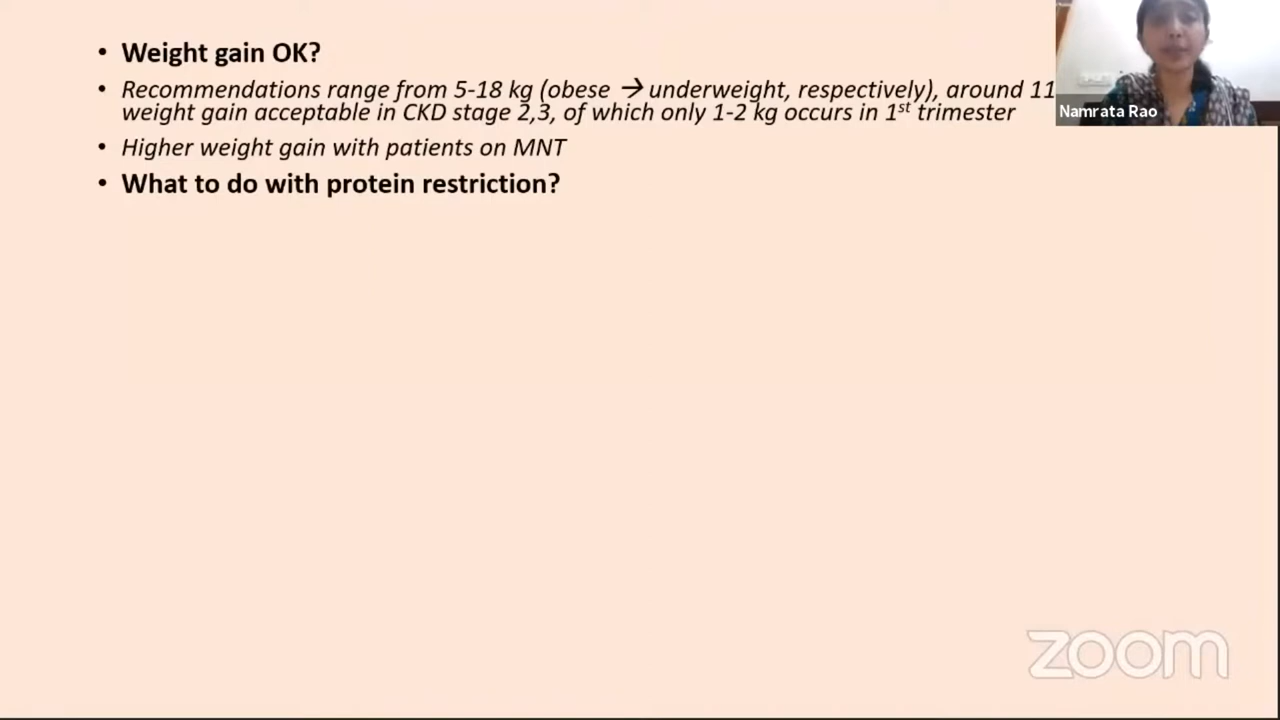 • Weight gain OK?
• Recommendations range from 5-18 kg (obese → underweight, respectively), around 11
weight gain acceptable in CKD stage 2,3, of which only 1-2 kg occurs in 1st trimester
• Higher weight gain with patients on MNT
• What to do with protein restriction?
Namrata Rao
zoom